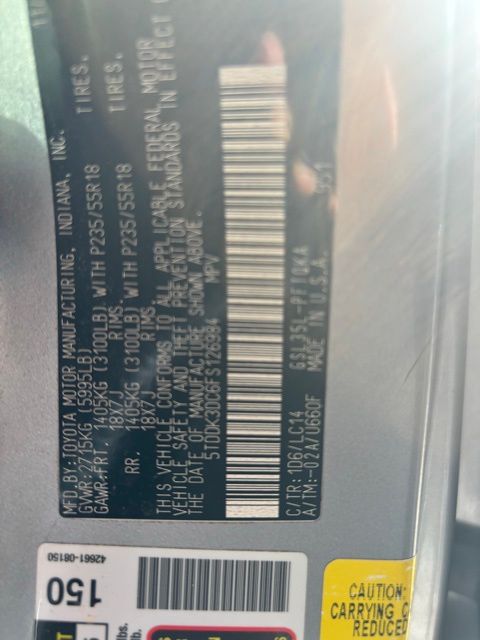 MFD. BY: TOYOTA MOTOR MANUFACTURING, INDIANA, INC.
GVWR: 2715KG (5995LB)
GAWR: FRT. 1405KG (3100LB) WITH P235/55R18 TIRES.
18X7J RIMS.
RR. 1405KG (3100LB) WITH P235/55R18 TIRES.
18X7J RIMS.
THIS VEHICLE CONFORMS TO ALL APPLICABLE FEDERAL MOTOR
VEHICLE SAFETY AND THEFT PREVENTION STANDARDS IN EFFECT
THE DATE OF MANUFACTURE SHOWN ABOVE.
5TDDK3DC6FS126984 MPV
C/TR: 1D6/LC14 GSL35L-PFTQKA
A/TM: -02A/U660F MADE IN U.S.A.
150
42661-08150
lbs.
lb.
CAUTION:
CARRYING C
REDUCED